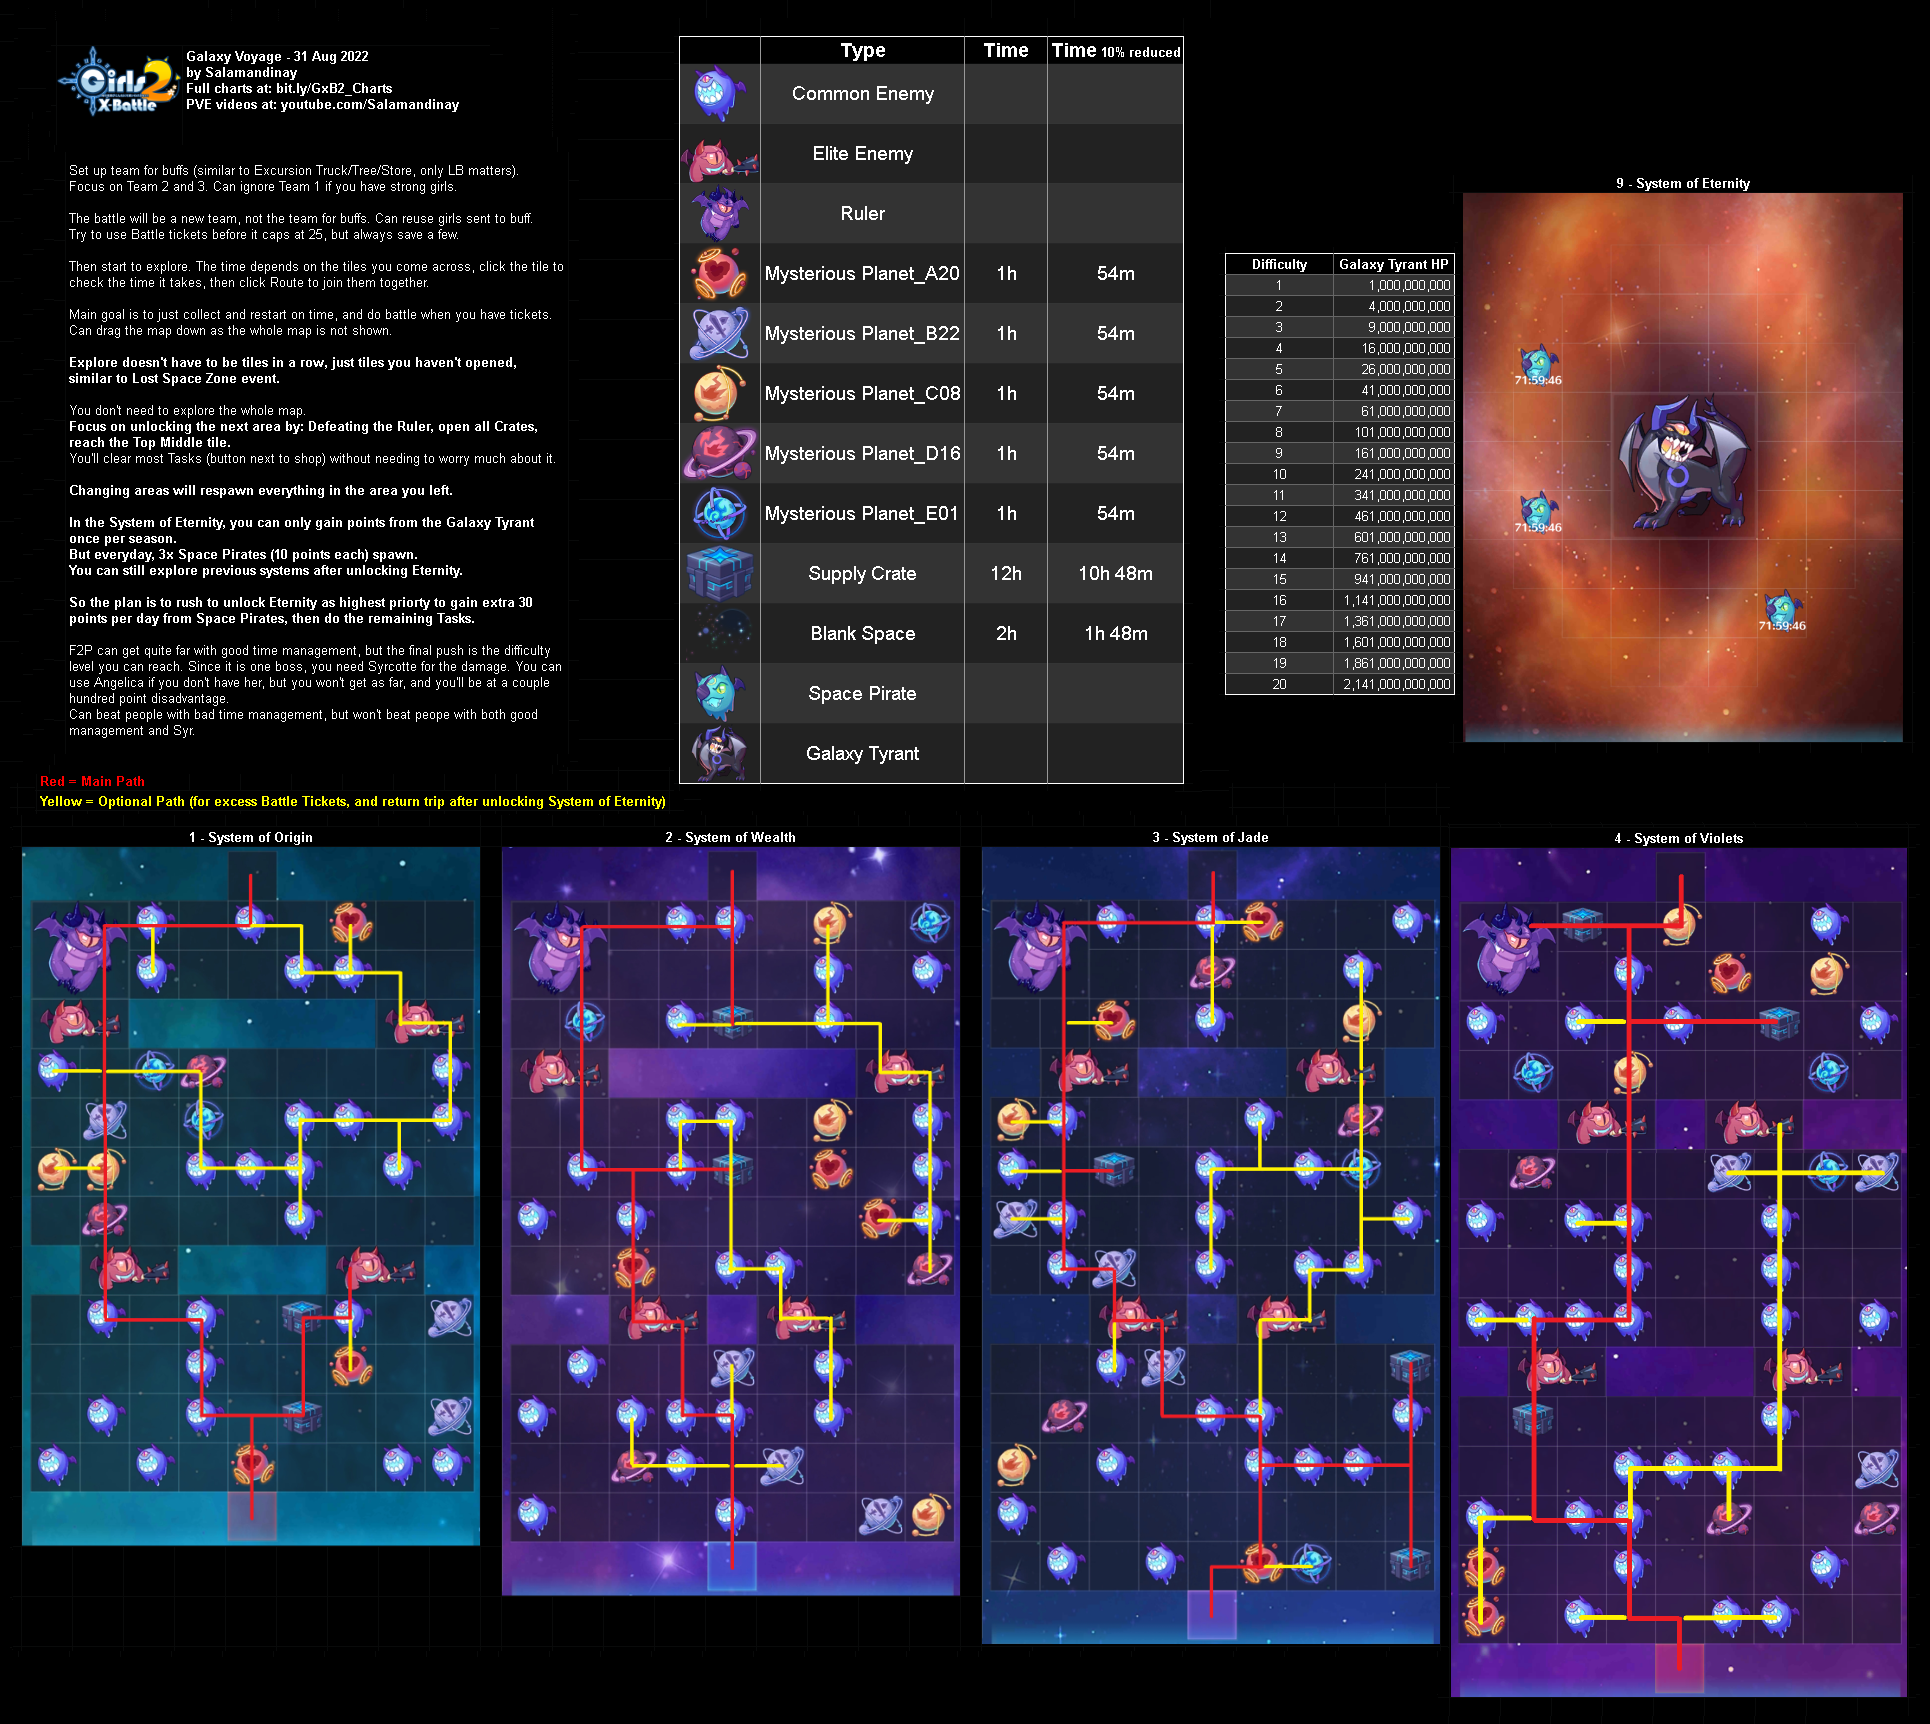 Girls 2
X-Battle
Galaxy Voyage - 31 Aug 2022
by Salamandinay
Full charts at: bit.ly/GxB2_Charts
PVE videos at: youtube.com/Salamandinay
Set up team for buffs (similar to Excursion Truck/Tree/Store, only LB matters).
Focus on Team 2 and 3. Can ignore Team 1 if you have strong girls.
The battle will be a new team, not the team for buffs. Can reuse girls sent to buff.
Try to use Battle tickets before it caps at 25, but always save a few.
Then start to explore. The time depends on the tiles you come across, click the tile to
check the time it takes, then click Route to join them together.
Main goal is to just collect and restart on time, and do battle when you have tickets.
Can drag the map down as the whole map is not shown.
Explore doesn't have to be tiles in a row, just tiles you haven't opened,
similar to Lost Space Zone event.
You don't need to explore the whole map.
Focus on unlocking the next area by: Defeating the Ruler, open all Crates,
reach the Top Middle tile.
You'll clear most Tasks (button next to shop) without needing to worry much about it.
Changing areas will respawn everything in the area you left.
In the System of Eternity, you can only gain points from the Galaxy Tyrant
once per season.
But everyday, 3x Space Pirates (10 points each) spawn.
You can still explore previous systems after unlocking Eternity.
So the plan is to rush to unlock Eternity as highest priorty to gain extra 30
points per day from Space Pirates, then do the remaining Tasks.
F2P can get quite far with good time management, but the final push is the difficulty
level you can reach. Since it is one boss, you need Syrcotte for the damage. You can
use Angelica if you don't have her, but you won't get as far, and you'll be at a couple
hundred point disadvantage.
Can beat people with bad time management, but won't beat peope with both good
management and Syr.
Red = Main Path
Yellow = Optional Path (for excess Battle Tickets, and return trip after unlocking System of Eternity)
Type Time Time 10% reduced
Common Enemy
Elite Enemy
Ruler
Mysterious Planet_A20 1h 54m
Mysterious Planet_B22 1h 54m
Mysterious Planet_C08 1h 54m
Mysterious Planet_D16 1h 54m
Mysterious Planet_E01 1h 54m
Supply Crate 12h 10h 48m
Blank Space 2h 1h 48m
Space Pirate
Galaxy Tyrant
Difficulty Galaxy Tyrant HP
1 1,000,000,000
2 4,000,000,000
3 9,000,000,000
4 16,000,000,000
5 26,000,000,000
6 41,000,000,000
7 61,000,000,000
8 101,000,000,000
9 161,000,000,000
10 241,000,000,000
11 341,000,000,000
12 461,000,000,000
13 601,000,000,000
14 761,000,000,000
15 941,000,000,000
16 1,141,000,000,000
17 1,361,000,000,000
18 1,601,000,000,000
19 1,861,000,000,000
20 2,141,000,000,000
9 - System of Eternity
71:59:46
71:59:46
71:59:46
1 - System of Origin
2 - System of Wealth
3 - System of Jade
4 - System of Violets